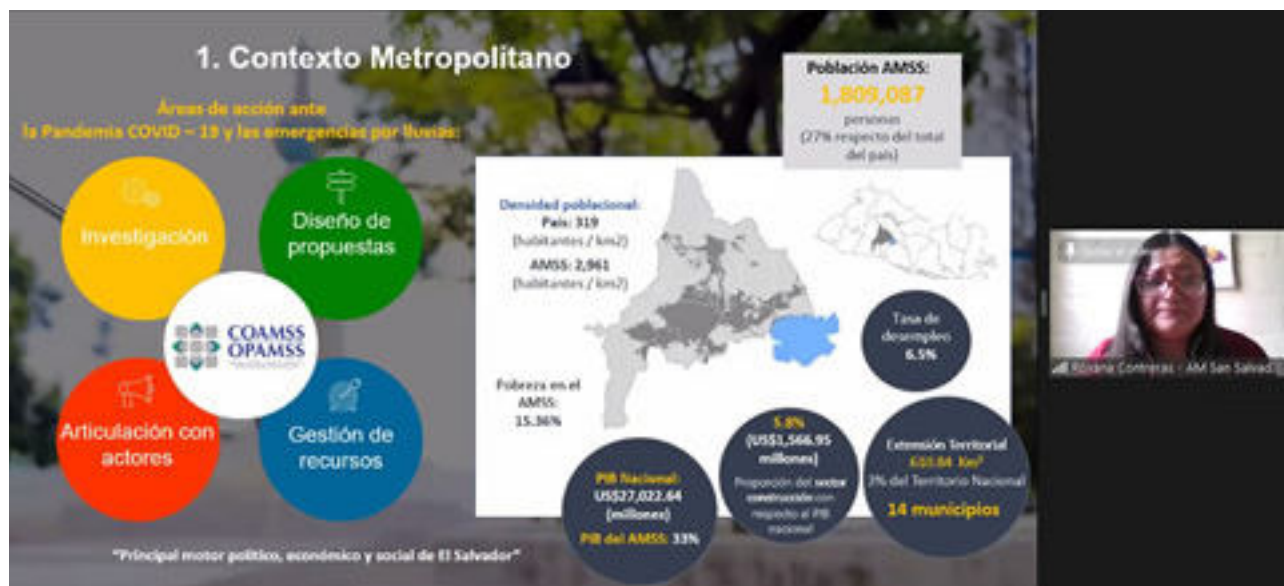 1. Contexto Metropolitano
Áreas de acción ante
la Pandemia COVID – 19 y las emergencias por lluvias:
Investigación
Diseño de
propuestas
COAMSS
OPAMSS
Articulación con
actores
Gestión de
recursos
"Principal motor político, económico y social de El Salvador"
Población AMSS:
1,809,087
personas
(27% respecto del total
del país)
Densidad poblacional:
País: 319
(habitantes / km2)
AMSS: 2,961
(habitantes / km2)
Pobreza en el
AMSS:
15.36%
Tasa de
desempleo
6.5%
PIB Nacional:
US$27,022.64
(millones)
PIB del AMSS: 33%
5.8%
(US$1,566.95
millones)
Proporción del sector
construcción con
respecto al PIB
nacional
Extensión Territorial
Km²
3% del Territorio Nacional
14 municipios
Roxana Contreras - AM San Salvad...